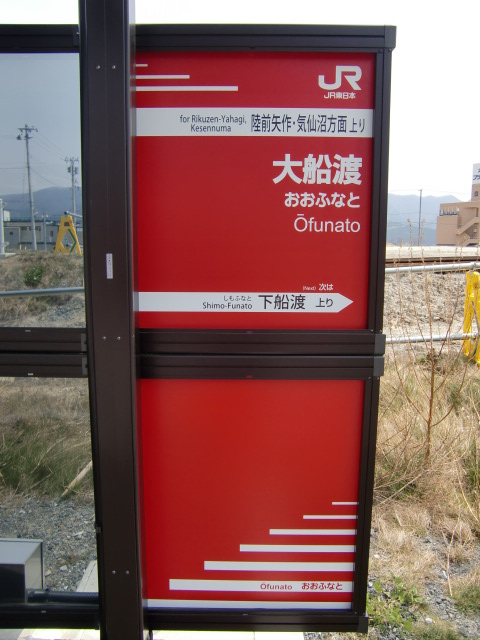 JR
JR東日本
for Rikuzen-Yahagi, Kesennuma 陸前矢作・気仙沼方面 上り
大船渡
おおふなと
Ōfunato
(Next) 次は
しもふなと
Shimo-Funato 下船渡 上り
Ōfunato おおふなと